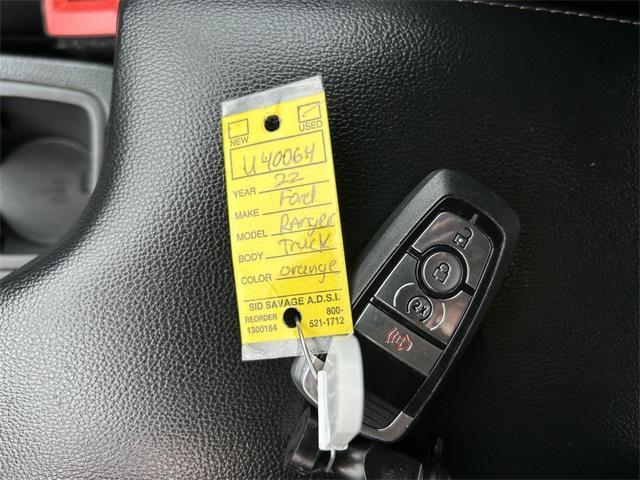 NEW USED
U40064
YEAR 22
MAKE Ford
MODEL Ranger
BODY Truck
COLOR orange
SID SAVAGE A.D.S.I.
REORDER 800-
1300164 521-1712